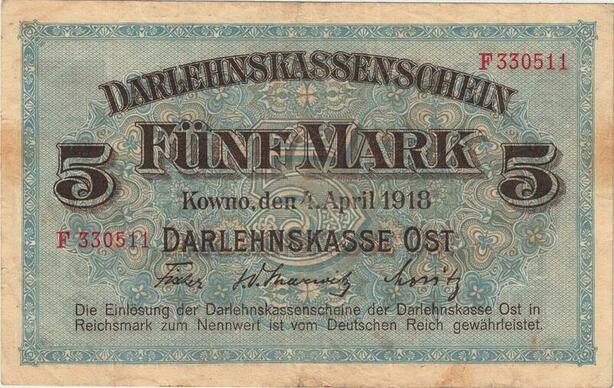 F 330511
DARLEHNSKASSENSCHEIN
5 FÜNF MARK 5
Kowno, den 4. April 1918
F 330511 DARLEHNSKASSE OST
Die Einlösung der Darlehnskassenscheine der Darlehnskasse Ost in
Reichsmark zum Nennwert ist vom Deutschen Reich gewährleistet.